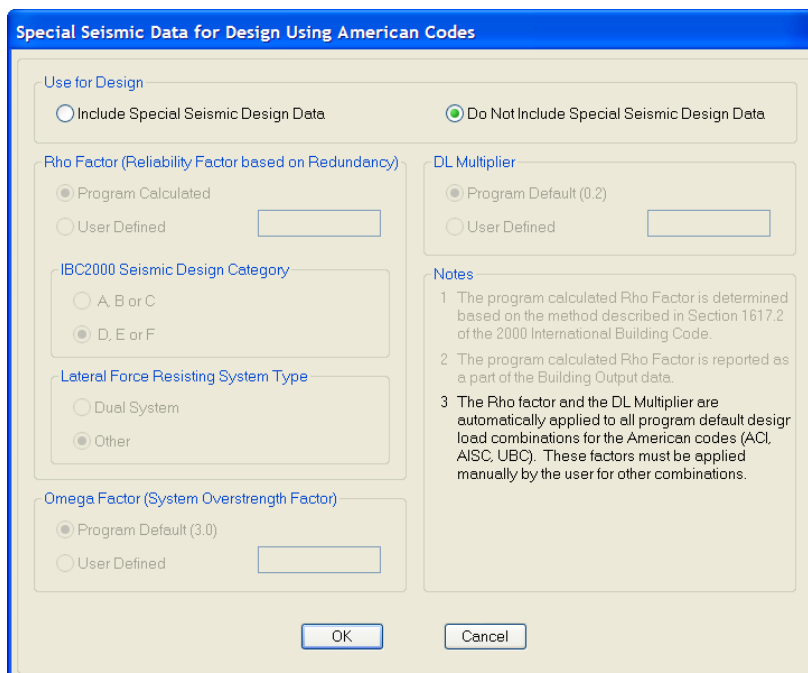 Special Seismic Data for Design Using American Codes
Use for Design
Include Special Seismic Design Data
Do Not Include Special Seismic Design Data
Rho Factor (Reliability Factor based on Redundancy)
Program Calculated
User Defined
IBC2000 Seismic Design Category
A, B or C
D, E or F
Lateral Force Resisting System Type
Dual System
Other
Omega Factor (System Overstrength Factor)
Program Default (3.0)
User Defined
DL Multiplier
Program Default (0.2)
User Defined
Notes
1 The program calculated Rho Factor is determined
based on the method described in Section 1617.2
of the 2000 International Building Code.
2 The program calculated Rho Factor is reported as
a part of the Building Output data.
3 The Rho factor and the DL Multiplier are
automatically applied to all program default design
load combinations for the American codes (ACI,
AISC, UBC). These factors must be applied
manually by the user for other combinations.
OK
Cancel